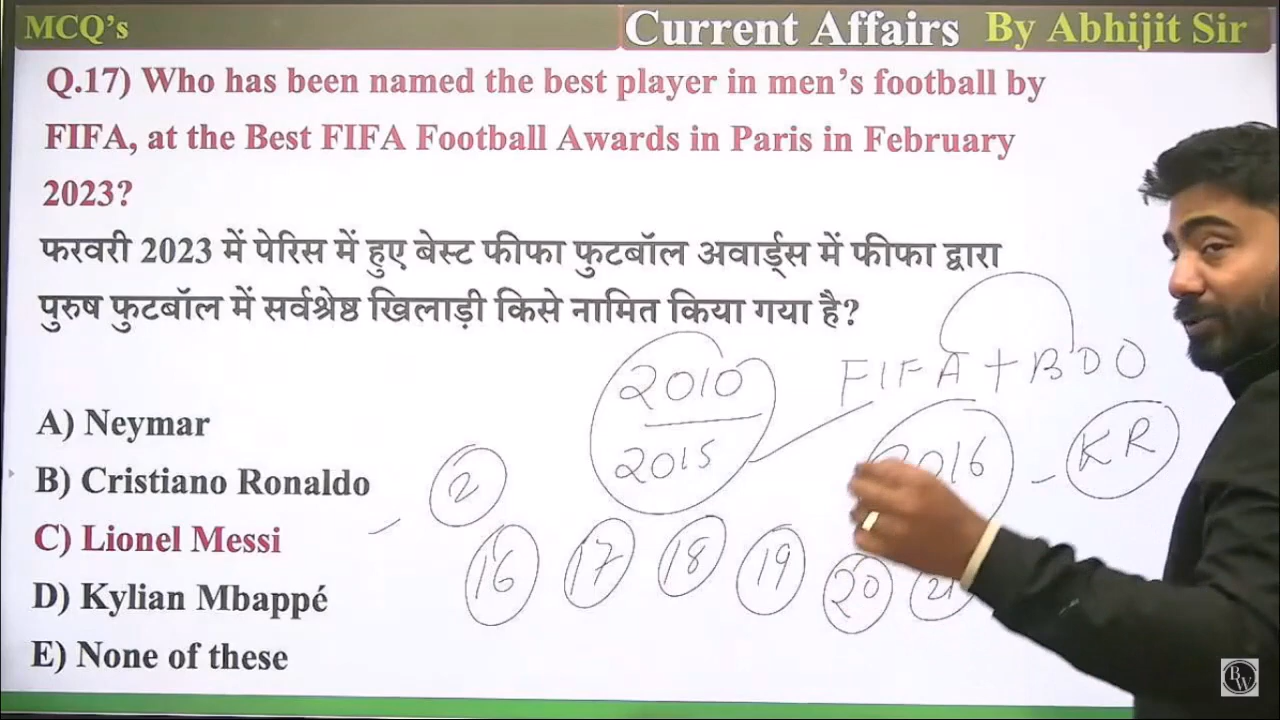 MCQ's
Current Affairs By Abhijit Sir
Q.17) Who has been named the best player in men's football by
FIFA, at the Best FIFA Football Awards in Paris in February
2023?
फरवरी 2023 में पेरिस में हुए बेस्ट फीफा फुटबॉल अवार्ड्स में फीफा द्वारा
पुरुष फुटबॉल में सर्वश्रेष्ठ खिलाड़ी किसे नामित किया गया है?
A) Neymar
B) Cristiano Ronaldo
C) Lionel Messi
D) Kylian Mbappé
E) None of these
2010
2015
FIFA + BDO
2016 - KR
2
16 17 18 19 20 21
BW